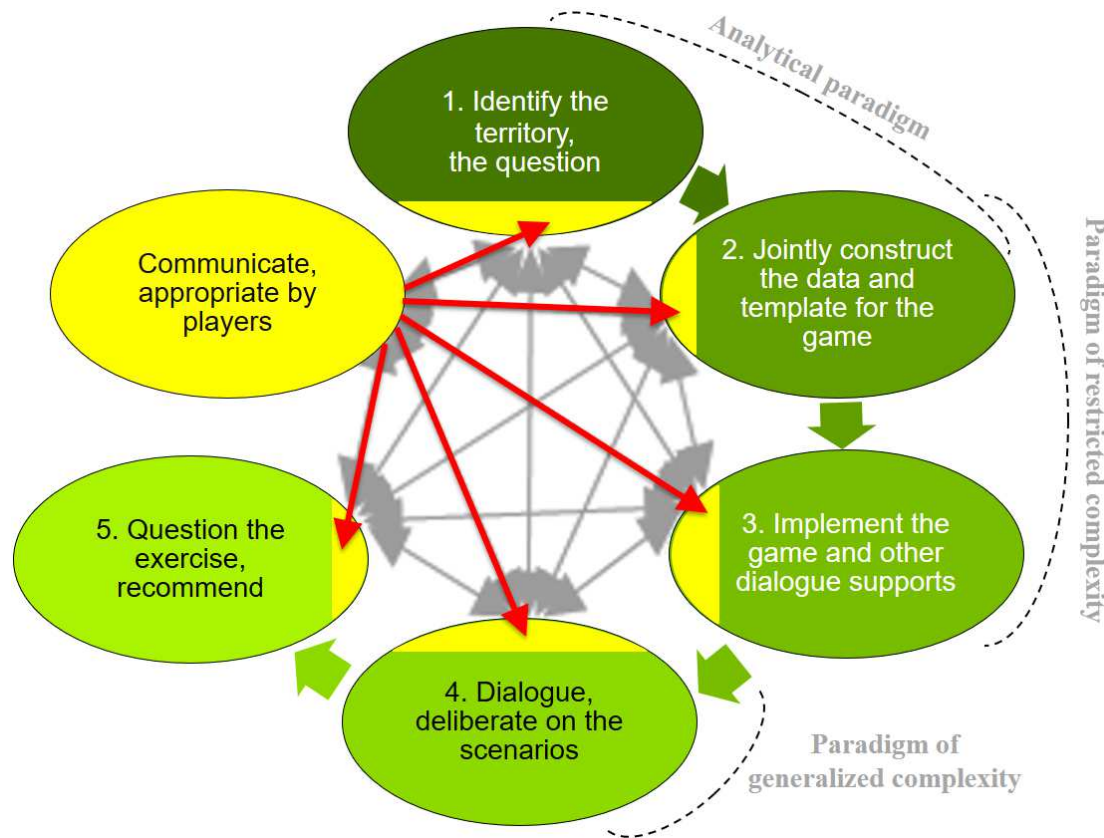 Analytical paradigm
1. Identify the
territory,
the question
Communicate,
appropriate by
players
2. Jointly construct
the data and
template for the
game
Paradigm of restricted complexity
3. Implement the
game and other
dialogue supports
5. Question the
exercise,
recommend
4. Dialogue,
deliberate on the
scenarios
Paradigm of
generalized complexity